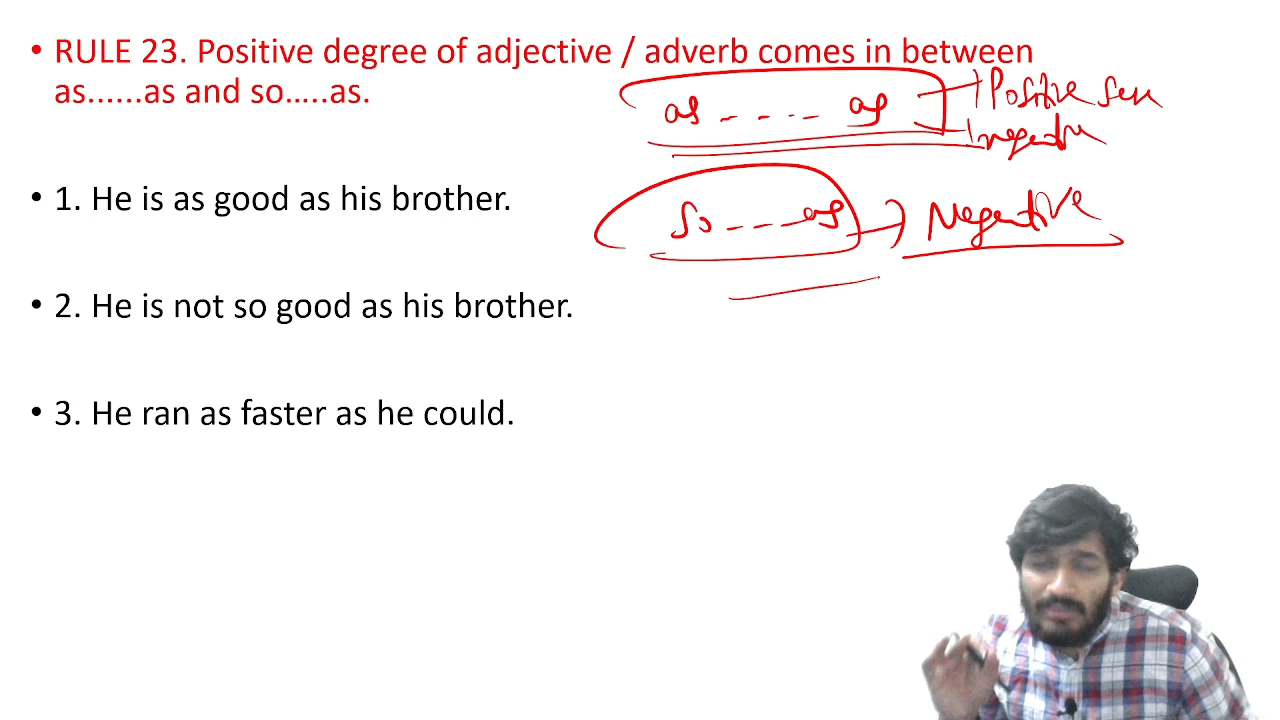 • RULE 23. Positive degree of adjective / adverb comes in between
as......as and so.....as.
as - - - - as
Positive sen
negative
• 1. He is as good as his brother.
so - - - as → Negative
• 2. He is not so good as his brother.
• 3. He ran as faster as he could.